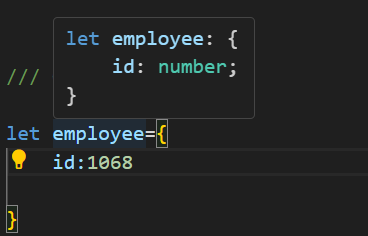 let employee: {
    id: number;
}
///
let employee={
    id:1068
}